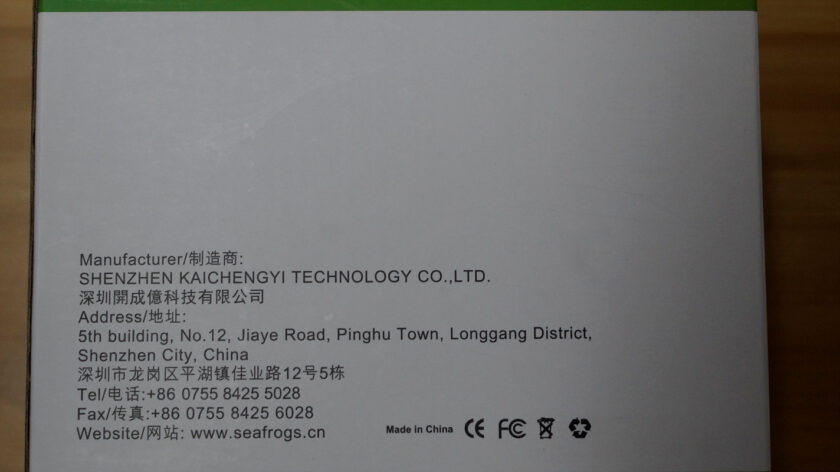 Manufacturer/制造商:
SHENZHEN KAICHENGYI TECHNOLOGY CO.,LTD.
深圳開成億科技有限公司
Address/地址:
5th building, No.12, Jiaye Road, Pinghu Town, Longgang District,
Shenzhen City, China
深圳市龙岗区平湖镇佳业路12号5栋
Tel/电话:+86 0755 8425 5028
Fax/传真:+86 0755 8425 6028
Website/网站: www.seafrogs.cn
Made in China CE FC